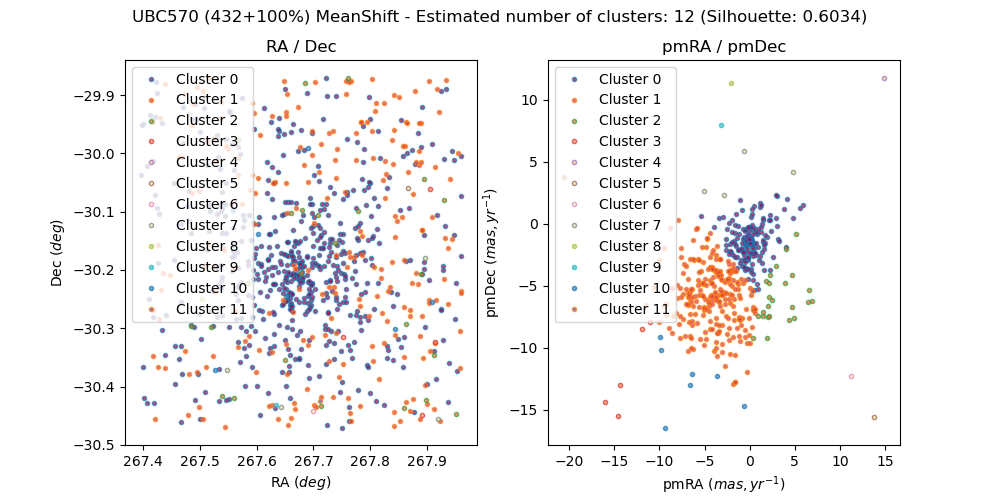 UBC570 (432+100%) MeanShift - Estimated number of clusters: 12 (Silhouette: 0.6034)
RA / Dec
Dec (deg)
−29.9
−30.0
−30.1
−30.2
−30.3
−30.4
−30.5
Cluster 0
Cluster 1
Cluster 2
Cluster 3
Cluster 4
Cluster 5
Cluster 6
Cluster 7
Cluster 8
Cluster 9
Cluster 10
Cluster 11
267.4 267.5 267.6 267.7 267.8 267.9
RA (deg)
pmRA / pmDec
pmDec (mas, yr⁻¹)
10
5
0
−5
−10
−15
Cluster 0
Cluster 1
Cluster 2
Cluster 3
Cluster 4
Cluster 5
Cluster 6
Cluster 7
Cluster 8
Cluster 9
Cluster 10
Cluster 11
−20 −15 −10 −5 0 5 10 15
pmRA (mas, yr⁻¹)